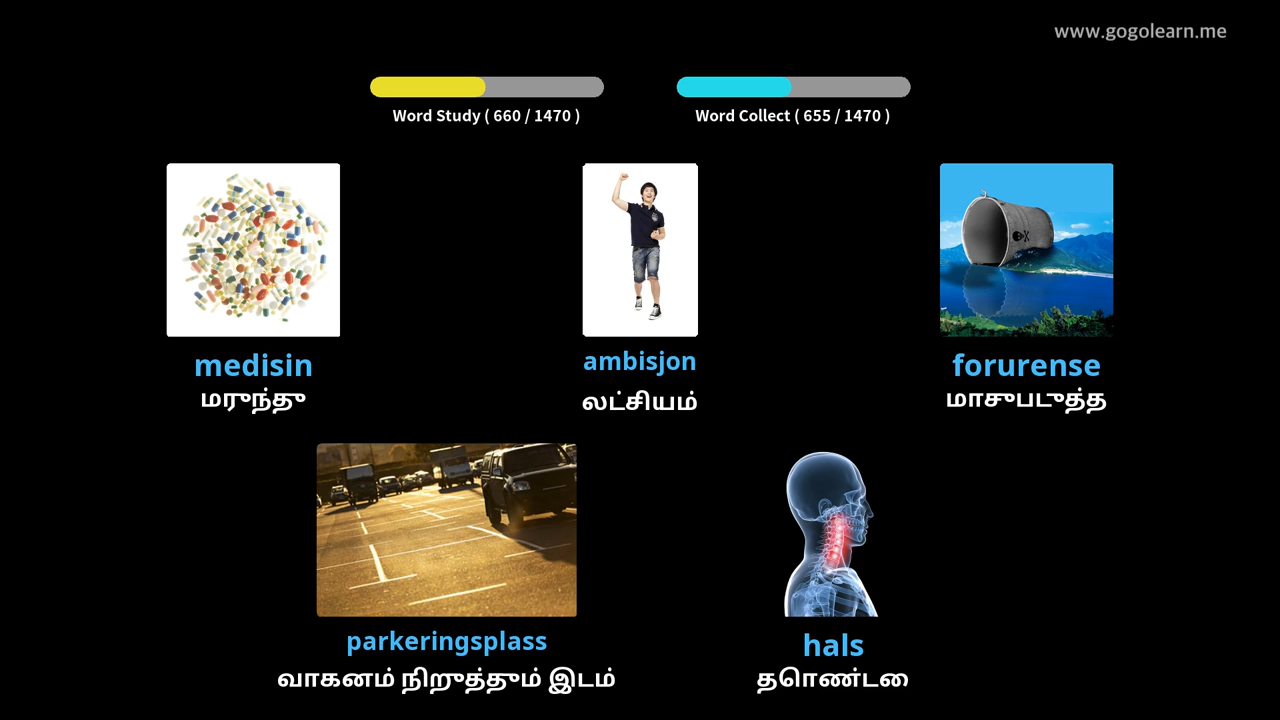 www.gogolearn.me
Word Study ( 660 / 1470 )
Word Collect ( 655 / 1470 )
medisin
மருந்து
ambisjon
லட்சியம்
forurense
மாசுபடுத்த
parkeringsplass
வாகனம் நிறுத்தும் இடம்
hals
தொண்டை